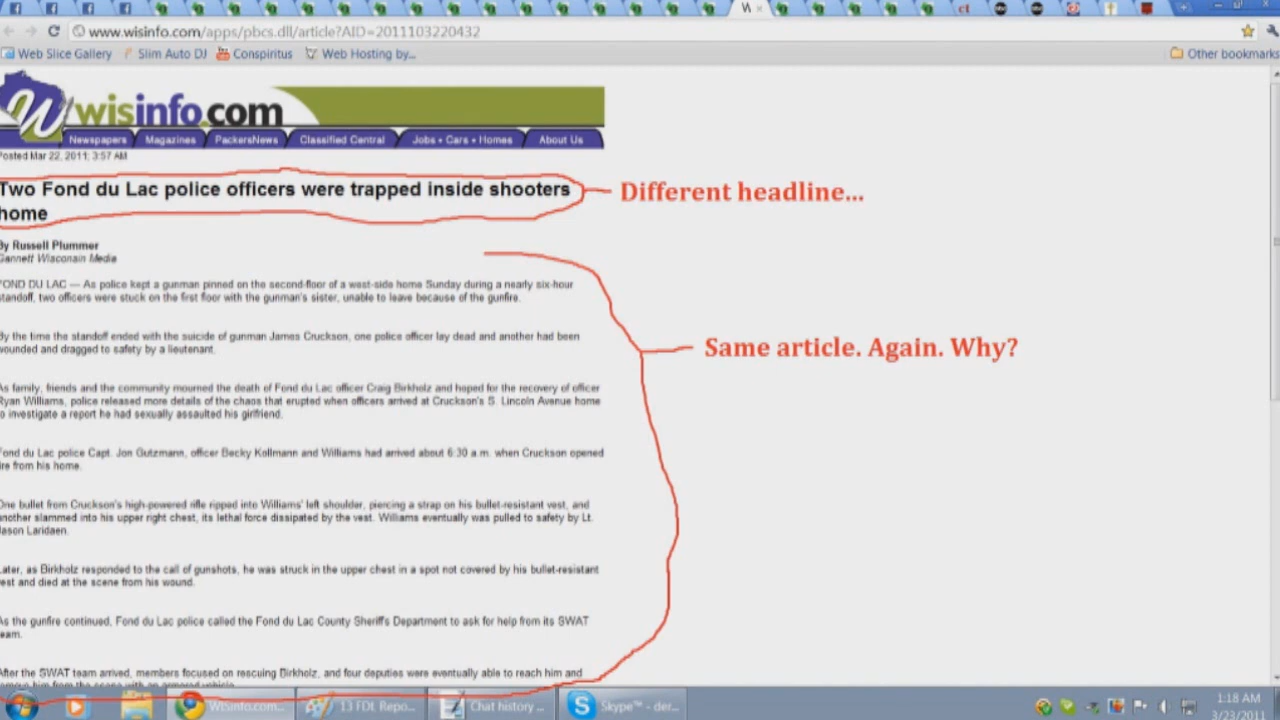 www.wisinfo.com/apps/pbcs.dll/article?AID=2011103220432
Web Slice Gallery Slim Auto DJ Conspiritus Web Hosting by... Other bookmarks
wisinfo.com
Newspapers Magazines PackersNews Classified Central Jobs • Cars • Homes About Us
Posted Mar 22, 2011; 3:57 AM
Two Fond du Lac police officers were trapped inside shooters
home
Different headline...
By Russell Plummer
Gannett Wisconsin Media
FOND DU LAC — As police kept a gunman pinned on the second-floor of a west-side home Sunday during a nearly six-hour
standoff, two officers were stuck on the first floor with the gunman's sister, unable to leave because of the gunfire.
By the time the standoff ended with the suicide of gunman James Cruckson, one police officer lay dead and another had been
wounded and dragged to safety by a lieutenant.
Same article. Again. Why?
As family, friends and the community mourned the death of Fond du Lac officer Craig Birkholz and hoped for the recovery of officer
Ryan Williams, police released more details of the chaos that erupted when officers arrived at Cruckson's S. Lincoln Avenue home
to investigate a report he had sexually assaulted his girlfriend.
Fond du Lac police Capt. Jon Gutzmann, officer Becky Kollmann and Williams had arrived about 6:30 a.m. when Cruckson opened
fire from his home.
One bullet from Cruckson's high-powered rifle ripped into Williams' left shoulder, piercing a strap on his bullet-resistant vest, and
another slammed into his upper right chest, its lethal force dissipated by the vest. Williams eventually was pulled to safety by Lt.
Jason Laridaen.
Later, as Birkholz responded to the call of gunshots, he was struck in the upper chest in a spot not covered by his bullet-resistant
vest and died at the scene from his wound.
As the gunfire continued, Fond du Lac police called the Fond du Lac County Sheriff's Department to ask for help from its SWAT
team.
After the SWAT team arrived, members focused on rescuing Birkholz, and four deputies were eventually able to reach him and
remove him from the scene with an armored vehicle.
WISinfo.com... 13 FDL Repo... Chat history ... Skype™ - der... 1:18 AM
3/23/2011